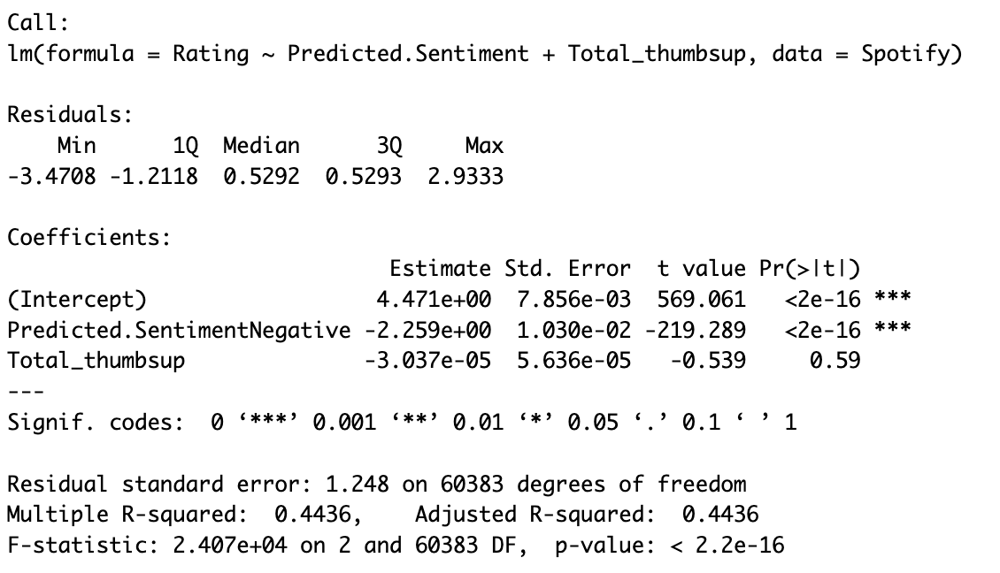 Call:
lm(formula = Rating ~ Predicted.Sentiment + Total_thumbsup, data = Spotify)
Residuals:
    Min      1Q  Median      3Q     Max
-3.4708 -1.2118  0.5292  0.5293  2.9333
Coefficients:
                              Estimate Std. Error  t value Pr(>|t|)
(Intercept)                  4.471e+00  7.856e-03  569.061   <2e-16 ***
Predicted.SentimentNegative -2.259e+00  1.030e-02 -219.289   <2e-16 ***
Total_thumbsup              -3.037e-05  5.636e-05   -0.539     0.59
---
Signif. codes:  0 ‘***’ 0.001 ‘**’ 0.01 ‘*’ 0.05 ‘.’ 0.1 ‘ ’ 1
Residual standard error: 1.248 on 60383 degrees of freedom
Multiple R-squared:  0.4436,    Adjusted R-squared:  0.4436
F-statistic: 2.407e+04 on 2 and 60383 DF,  p-value: < 2.2e-16